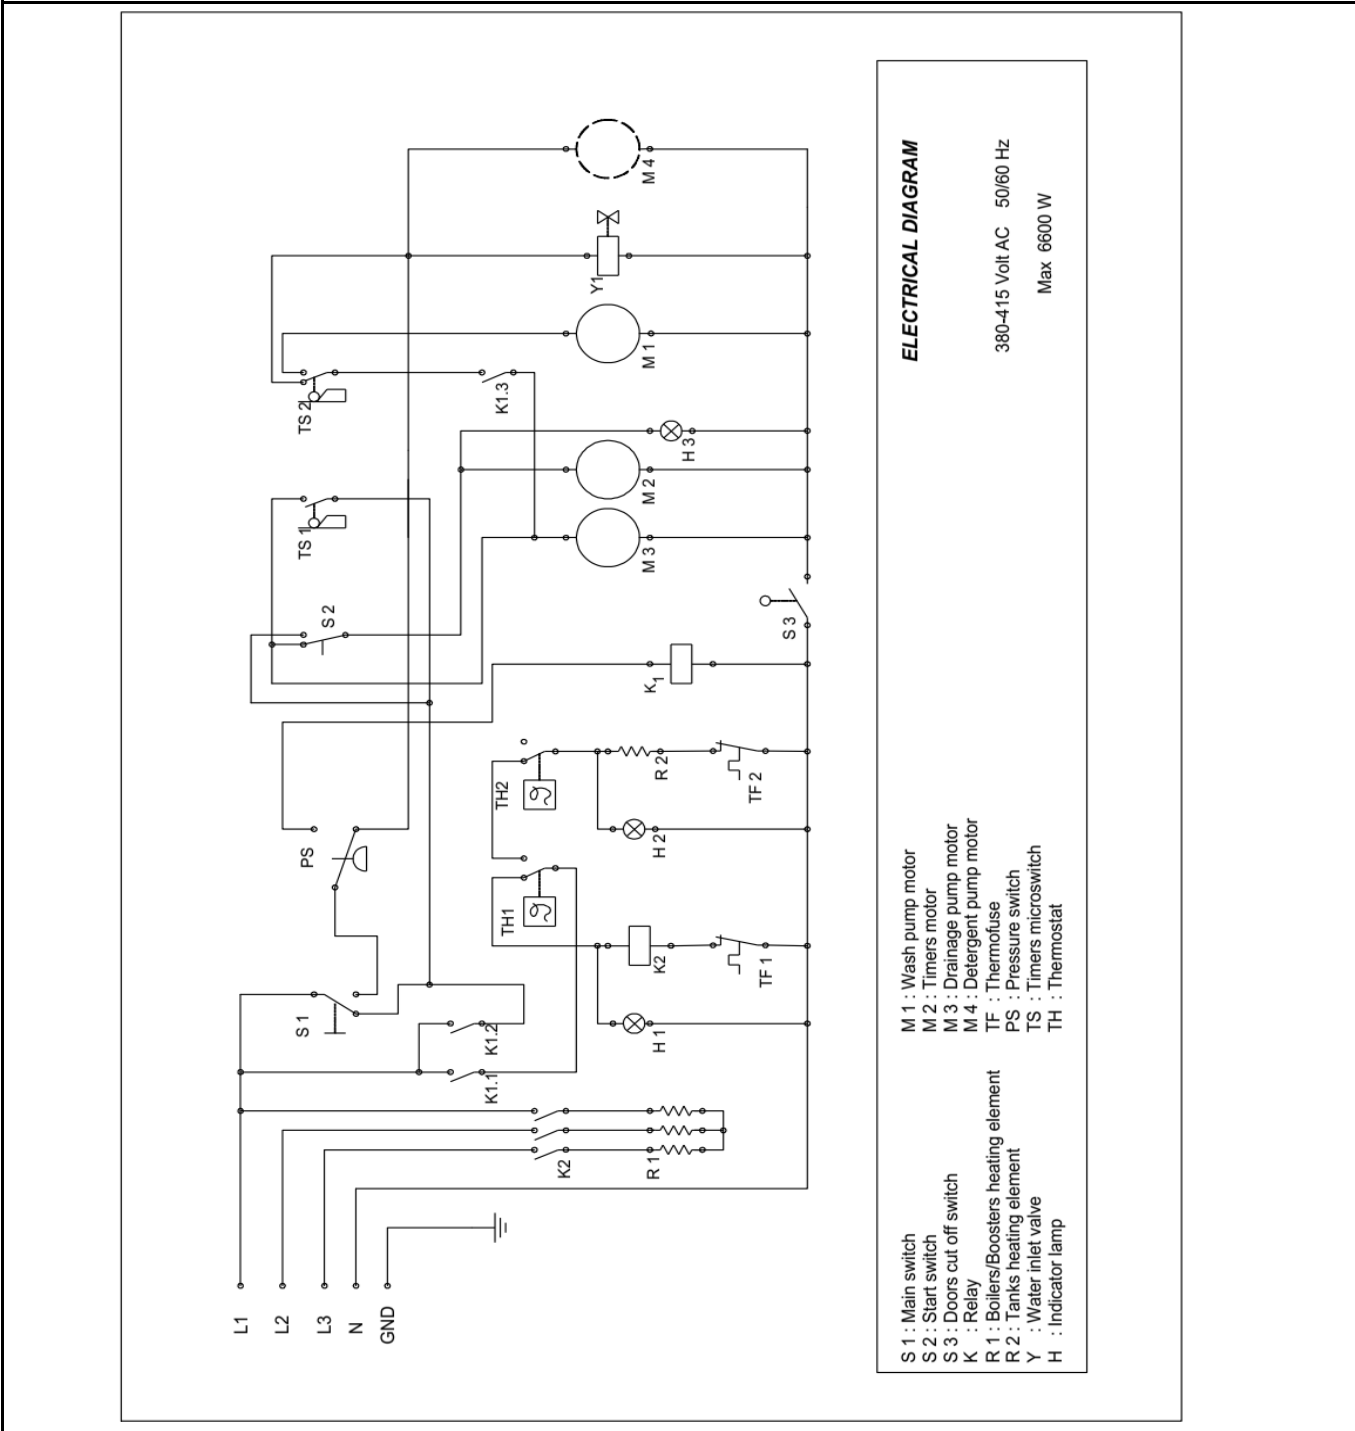 L1
L2
L3
N
GND
S 1
PS
S 2
TS 1
TS 2
K1.1
K1.2
K1.3
TH1
TH2
K2
R 1
H 1
K2
TF 1
H 2
R 2
TF 2
K1
S 3
M 3
M 2
H 3
M 1
Y1
M 4
S 1 : Main switch
S 2 : Start switch
S 3 : Doors cut off switch
K : Relay
R 1 : Boilers/Boosters heating element
R 2 : Tanks heating element
Y : Water inlet valve
H : Indicator lamp
M 1 : Wash pump motor
M 2 : Timers motor
M 3 : Drainage pump motor
M 4 : Detergent pump motor
TF : Thermofuse
PS : Pressure switch
TS : Timers microswitch
TH : Thermostat
ELECTRICAL DIAGRAM
380-415 Volt AC 50/60 Hz
Max 6600 W